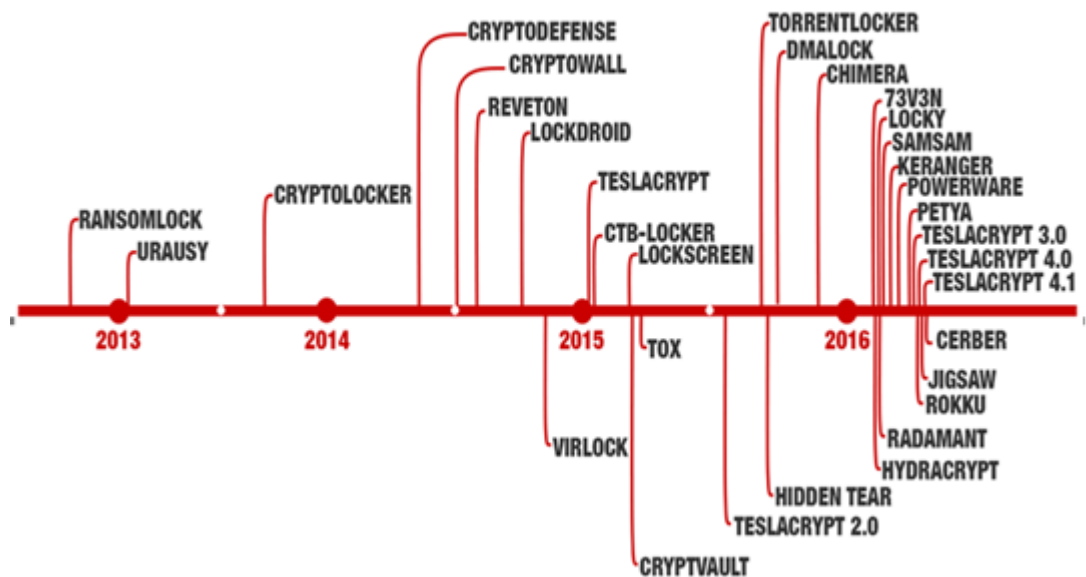 CRYPTODEFENSE
CRYPTOWALL
REVETON
LOCKDROID
TORRENTLOCKER
DMALOCK
CHIMERA
73V3N
LOCKY
SAMSAM
KERANGER
POWERWARE
PETYA
TESLACRYPT 3.0
TESLACRYPT 4.0
TESLACRYPT 4.1
RANSOMLOCK
URAUSY
CRYPTOLOCKER
TESLACRYPT
CTB-LOCKER
LOCKSCREEN
2013
2014
2015
2016
TOX
VIRLOCK
CERBER
JIGSAW
ROKKU
RADAMANT
HYDRACRYPT
HIDDEN TEAR
TESLACRYPT 2.0
CRYPTVAULT